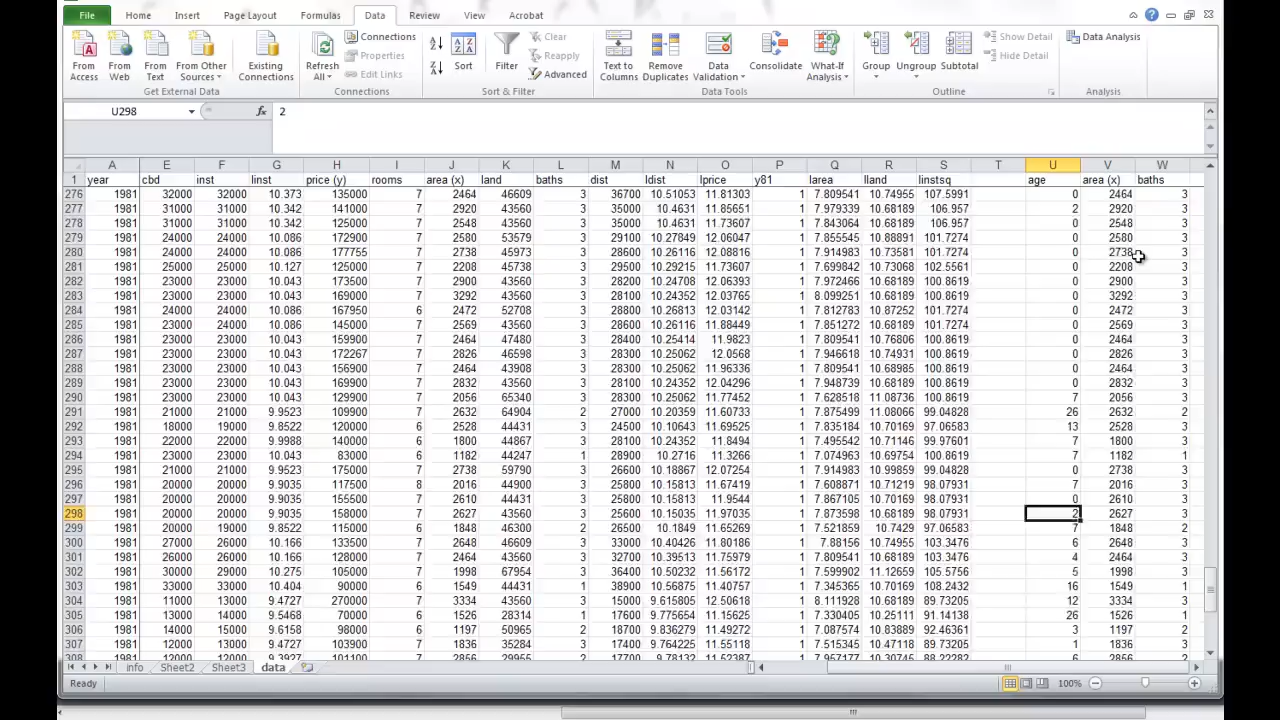 File Home Insert Page Layout Formulas Data Review View Acrobat
From Access From Web From Text From Other Sources Existing Connections Refresh All Connections Properties Edit Links Sort Filter Clear Reapply Advanced Text to Columns Remove Duplicates Data Validation Consolidate What-If Analysis Group Ungroup Subtotal Show Detail Hide Detail Data Analysis
Get External Data Connections Sort & Filter Data Tools Outline Analysis
U298 fx 2
A E F G H I J K L M N O P Q R S T U V W
1 year cbd inst linst price (y) rooms area (x) land baths dist ldist lprice y81 larea lland linstsq age area (x) baths
276 1981 32000 32000 10.373 135000 7 2464 46609 3 36700 10.51053 11.81303 1 7.809541 10.74955 107.5991 0 2464 3
277 1981 31000 31000 10.342 141000 7 2920 43560 3 35000 10.4631 11.85651 1 7.979339 10.68189 106.957 2 2920 3
278 1981 31000 31000 10.342 125000 7 2548 43560 3 35000 10.4631 11.73607 1 7.843064 10.68189 106.957 0 2548 3
279 1981 24000 24000 10.086 172900 7 2580 53579 3 29100 10.27849 12.06047 1 7.855545 10.88891 101.7274 0 2580 3
280 1981 23000 24000 10.086 177755 7 2738 45973 3 28600 10.26116 12.08816 1 7.914983 10.73581 101.7274 0 2738 3
281 1981 25000 25000 10.127 125000 7 2208 45738 3 29500 10.29215 11.73607 1 7.699842 10.73068 102.5561 0 2208 3
282 1981 23000 23000 10.043 173500 7 2900 43560 3 28200 10.24708 12.06393 1 7.972466 10.68189 100.8619 0 2900 3
283 1981 23000 23000 10.043 169000 7 3292 43560 3 28100 10.24352 12.03765 1 8.099251 10.68189 100.8619 0 3292 3
284 1981 24000 24000 10.086 167950 6 2472 52708 3 28800 10.26813 12.03142 1 7.812783 10.87252 101.7274 0 2472 3
285 1981 23000 24000 10.086 145000 7 2569 43560 3 28600 10.26116 11.88449 1 7.851272 10.68189 101.7274 0 2569 3
286 1981 23000 24000 10.086 159900 7 2464 47480 3 28400 10.25414 11.9823 1 7.809541 10.76806 101.7274 0 2464 3
287 1981 23000 23000 10.043 172267 7 2826 46598 3 28300 10.25062 12.0568 1 7.946618 10.74931 100.8619 0 2826 3
288 1981 23000 23000 10.043 156900 7 2464 43908 3 28300 10.25062 11.96336 1 7.809541 10.68985 100.8619 0 2464 3
289 1981 23000 23000 10.043 169900 7 2832 43560 3 28100 10.24352 12.04296 1 7.948739 10.68189 100.8619 0 2832 3
290 1981 23000 23000 10.043 129900 7 2056 65340 3 28300 10.25062 11.77452 1 7.628518 11.08736 100.8619 7 2056 3
291 1981 21000 21000 9.9523 109900 7 2632 64904 2 27000 10.20359 11.60733 1 7.875499 11.08066 99.04828 26 2632 2
292 1981 18000 19000 9.8522 120000 6 2528 44431 3 24500 10.10643 11.69525 1 7.835184 10.70169 97.06583 13 2528 3
293 1981 22000 22000 9.9988 140000 6 1800 44867 3 28100 10.24352 11.8494 1 7.495542 10.71146 99.97601 7 1800 3
294 1981 23000 23000 10.043 83000 6 1182 44247 1 28900 10.2716 11.3266 1 7.074963 10.69754 100.8619 7 1182 1
295 1981 21000 21000 9.9523 175000 7 2738 59790 3 26600 10.18867 12.07254 1 7.914983 10.99859 99.04828 0 2738 3
296 1981 20000 20000 9.9035 117500 8 2016 44900 3 25800 10.15813 11.67419 1 7.608871 10.71219 98.07931 7 2016 3
297 1981 20000 20000 9.9035 155500 7 2610 44431 3 25800 10.15813 11.9544 1 7.867105 10.70169 98.07931 0 2610 3
298 1981 20000 20000 9.9035 158000 7 2627 43560 3 25600 10.15035 11.97035 1 7.873598 10.68189 98.07931 2 2627 3
299 1981 20000 19000 9.8522 115000 6 1848 46300 2 26500 10.1849 11.65269 1 7.521859 10.7429 97.06583 7 1848 2
300 1981 27000 26000 10.166 133500 7 2648 46609 3 33000 10.40426 11.80186 1 7.88156 10.74955 103.3476 6 2648 3
301 1981 26000 26000 10.166 128000 7 2464 43560 3 32700 10.39513 11.75979 1 7.809541 10.68189 103.3476 4 2464 3
302 1981 30000 29000 10.275 105000 7 1998 67954 3 36400 10.50232 11.56172 1 7.599902 11.12659 105.5756 5 1998 3
303 1981 33000 33000 10.404 90000 6 1549 44431 1 38900 10.56875 11.40757 1 7.345365 10.70169 108.2432 16 1549 1
304 1981 11000 13000 9.4727 270000 7 3334 43560 3 15000 9.615805 12.50618 1 8.111928 10.68189 89.73205 12 3334 3
305 1981 13000 14000 9.5468 70000 6 1526 28314 1 17600 9.775654 11.15625 1 7.330405 10.25111 91.14138 26 1526 1
306 1981 14000 15000 9.6158 98000 6 1197 50965 2 18700 9.836279 11.49272 1 7.087574 10.83889 92.46361 3 1197 2
307 1981 12000 13000 9.4727 103900 7 1836 35284 3 17400 9.764225 11.55118 1 7.515345 10.47118 89.73205 1 1836 3
308 1981
info Sheet2 Sheet3 data
Ready 100%